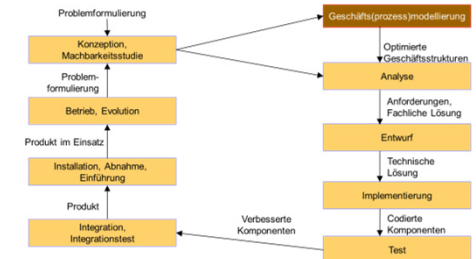 Problemformulierung
Konzeption,
Machbarkeitsstudie
Problem-
formulierung
Betrieb, Evolution
Produkt im Einsatz
Installation, Abnahme,
Einführung
Produkt
Integration,
Integrationstest
Geschäfts(prozess)modellierung
Optimierte
Geschäftsstrukturen
Analyse
Anforderungen,
Fachliche Lösung
Entwurf
Technische
Lösung
Implementierung
Codierte
Komponenten
Test
Verbesserte
Komponenten